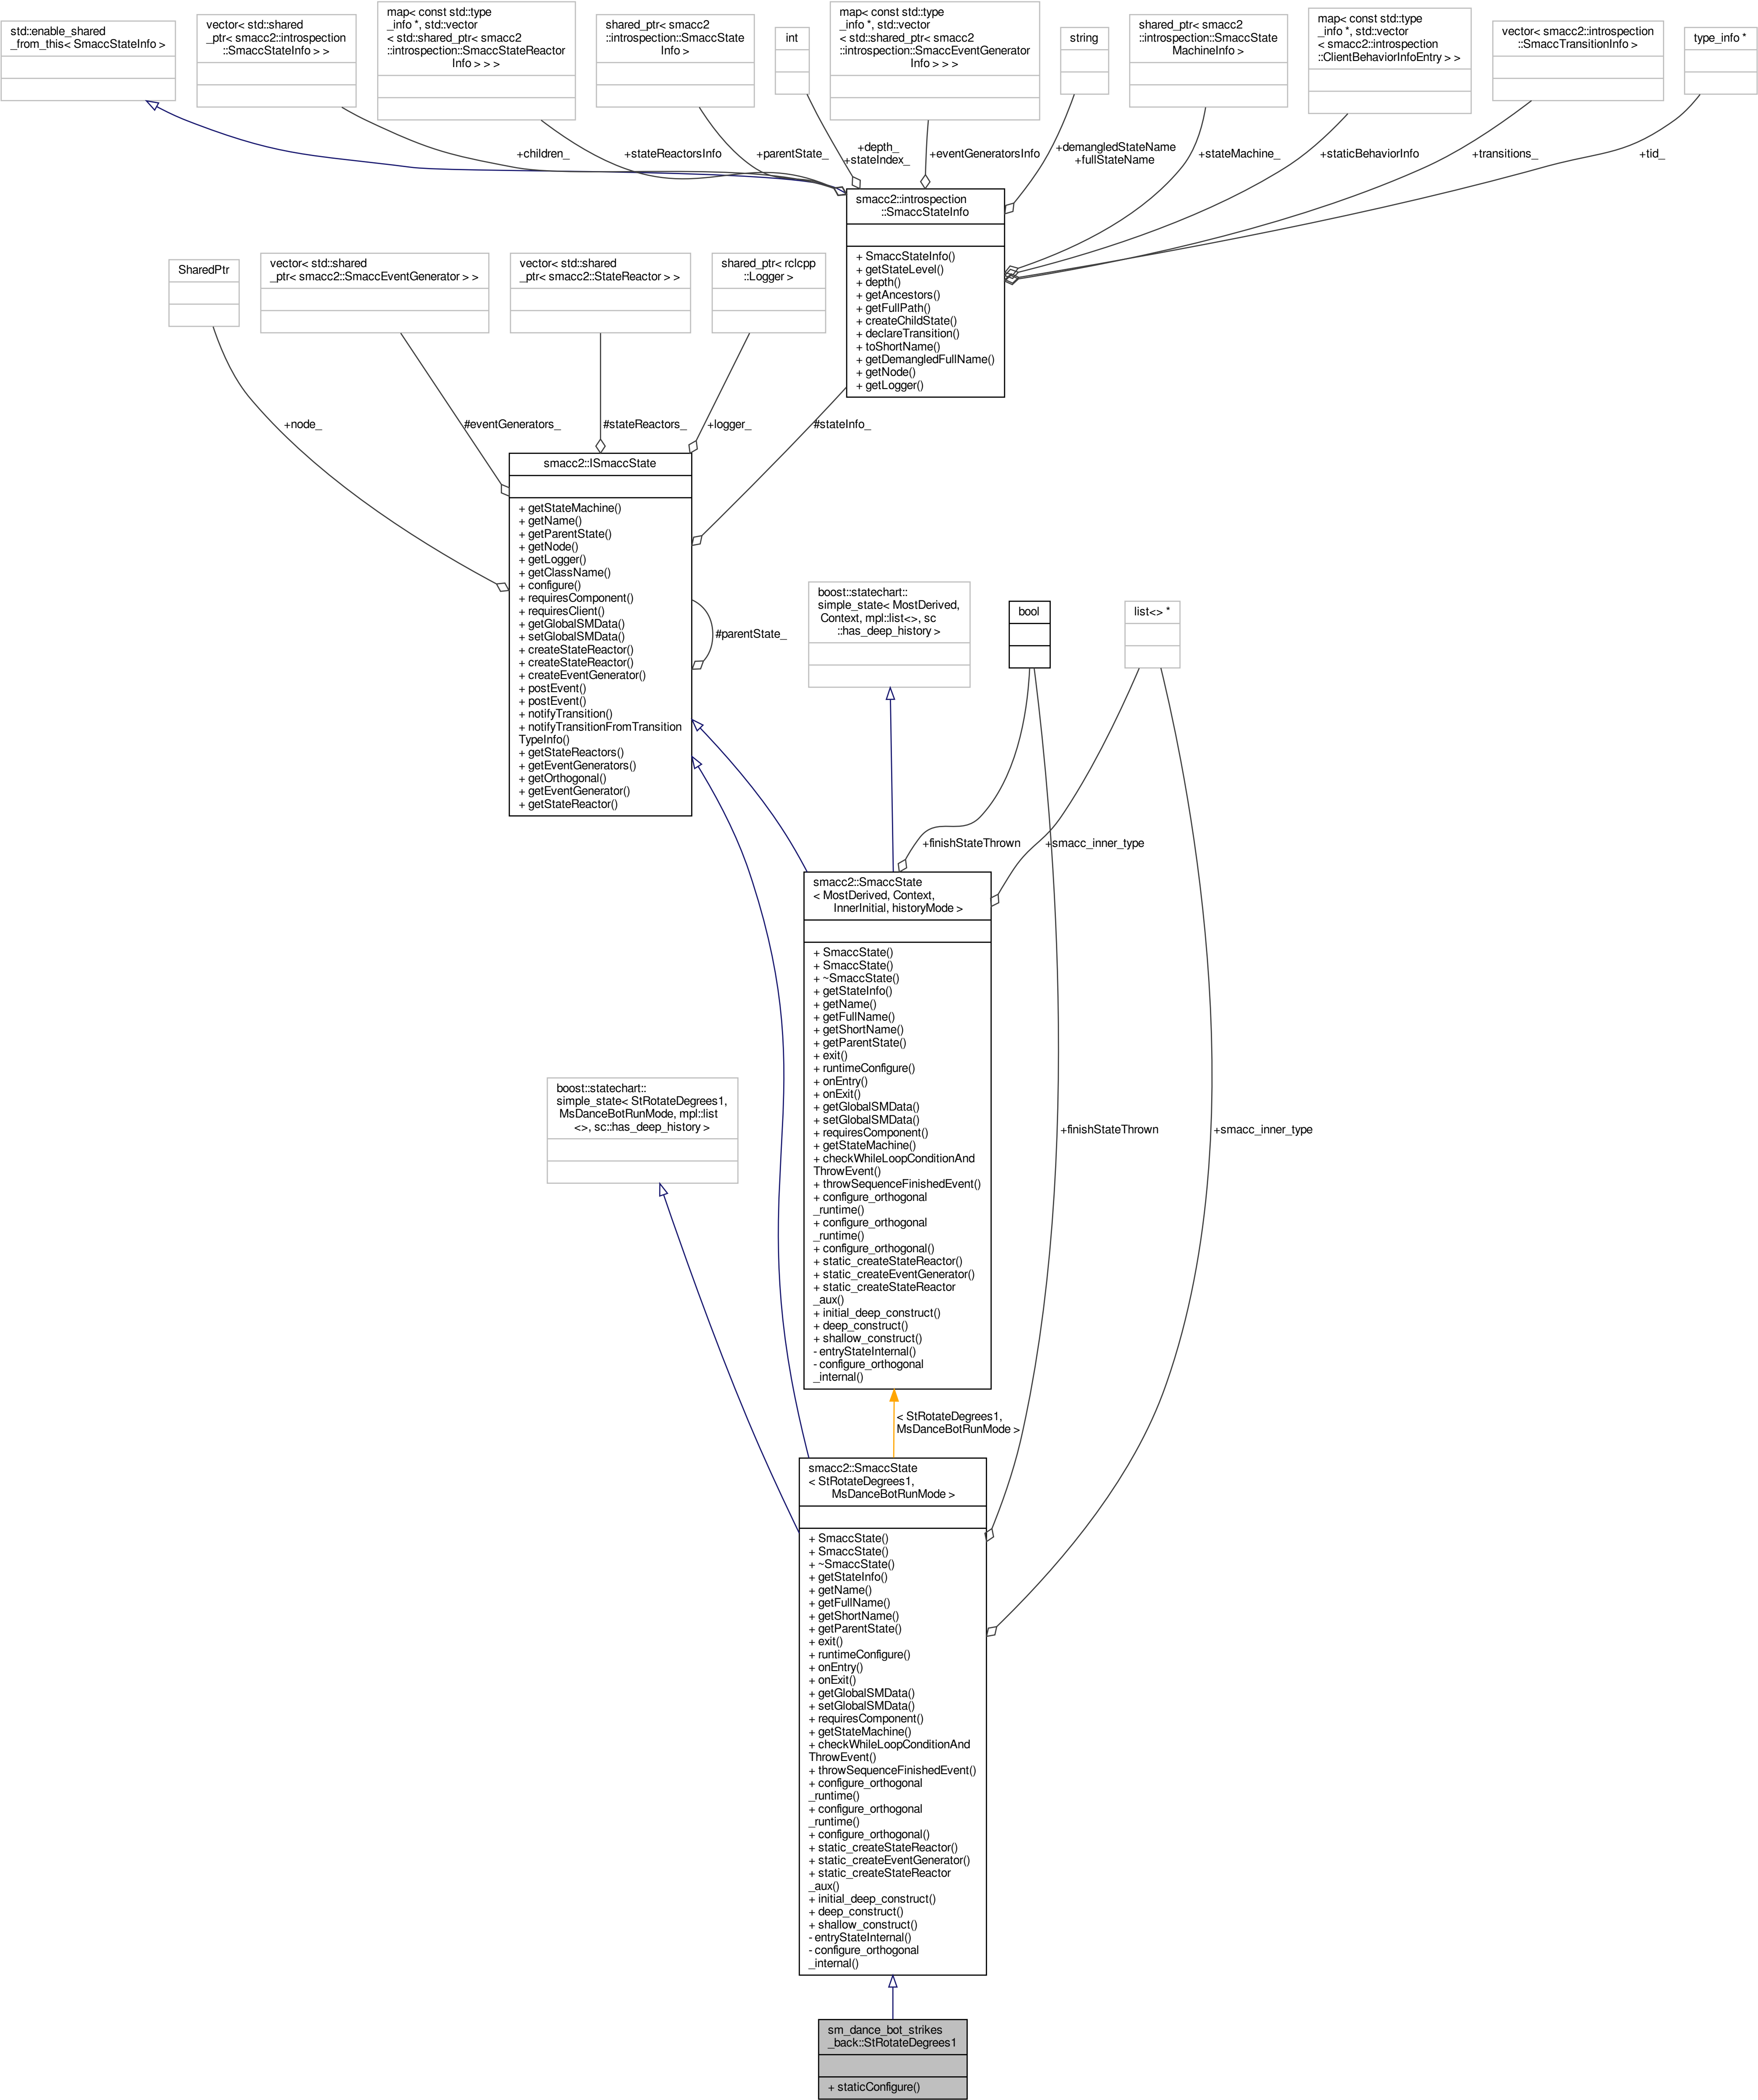 std::enable_shared
_from_this< SmaccStateInfo >
vector< std::shared
_ptr< smacc2::introspection
::SmaccStateInfo > >
map< const std::type
_info *, std::vector
< std::shared_ptr< smacc2
::introspection::SmaccStateReactor
Info > > >
shared_ptr< smacc2
::introspection::SmaccState
Info >
int
map< const std::type
_info *, std::vector
< std::shared_ptr< smacc2
::introspection::SmaccEventGenerator
Info > > >
string
shared_ptr< smacc2
::introspection::SmaccState
MachineInfo >
map< const std::type
_info *, std::vector
< smacc2::introspection
::ClientBehaviorInfoEntry > >
vector< smacc2::introspection
::SmaccTransitionInfo >
type_info *
+children_
+stateReactorsInfo
+parentState_
+depth_
+stateIndex_
+eventGeneratorsInfo
+demangledStateName
+fullStateName
+stateMachine_
+staticBehaviorInfo
+transitions_
+tid_
smacc2::introspection
::SmaccStateInfo
+ SmaccStateInfo()
+ getStateLevel()
+ depth()
+ getAncestors()
+ getFullPath()
+ createChildState()
+ declareTransition()
+ toShortName()
+ getDemangledFullName()
+ getNode()
+ getLogger()
SharedPtr
vector< std::shared
_ptr< smacc2::SmaccEventGenerator > >
vector< std::shared
_ptr< smacc2::StateReactor > >
shared_ptr< rclcpp
::Logger >
+node_
#eventGenerators_
#stateReactors_
+logger_
#stateInfo_
smacc2::ISmaccState
+ getStateMachine()
+ getName()
+ getParentState()
+ getNode()
+ getLogger()
+ getClassName()
+ configure()
+ requiresComponent()
+ requiresClient()
+ getGlobalSMData()
+ setGlobalSMData()
+ createStateReactor()
+ createStateReactor()
+ createEventGenerator()
+ postEvent()
+ postEvent()
+ notifyTransition()
+ notifyTransitionFromTransition
TypeInfo()
+ getStateReactors()
+ getEventGenerators()
+ getOrthogonal()
+ getEventGenerator()
+ getStateReactor()
#parentState_
boost::statechart::
simple_state< MostDerived,
Context, mpl::list<>, sc
::has_deep_history >
bool
list<> *
+finishStateThrown
+smacc_inner_type
smacc2::SmaccState
< MostDerived, Context,
InnerInitial, historyMode >
+ SmaccState()
+ SmaccState()
+ ~SmaccState()
+ getStateInfo()
+ getName()
+ getFullName()
+ getShortName()
+ getParentState()
+ exit()
+ runtimeConfigure()
+ onEntry()
+ onExit()
+ getGlobalSMData()
+ setGlobalSMData()
+ requiresComponent()
+ getStateMachine()
+ checkWhileLoopConditionAnd
ThrowEvent()
+ throwSequenceFinishedEvent()
+ configure_orthogonal
_runtime()
+ configure_orthogonal
_runtime()
+ configure_orthogonal()
+ static_createStateReactor()
+ static_createEventGenerator()
+ static_createStateReactor
_aux()
+ initial_deep_construct()
+ deep_construct()
+ shallow_construct()
- entryStateInternal()
- configure_orthogonal
_internal()
boost::statechart::
simple_state< StRotateDegrees1,
MsDanceBotRunMode, mpl::list
<>, sc::has_deep_history >
+finishStateThrown
+smacc_inner_type
< StRotateDegrees1,
MsDanceBotRunMode >
smacc2::SmaccState
< StRotateDegrees1,
MsDanceBotRunMode >
+ SmaccState()
+ SmaccState()
+ ~SmaccState()
+ getStateInfo()
+ getName()
+ getFullName()
+ getShortName()
+ getParentState()
+ exit()
+ runtimeConfigure()
+ onEntry()
+ onExit()
+ getGlobalSMData()
+ setGlobalSMData()
+ requiresComponent()
+ getStateMachine()
+ checkWhileLoopConditionAnd
ThrowEvent()
+ throwSequenceFinishedEvent()
+ configure_orthogonal
_runtime()
+ configure_orthogonal
_runtime()
+ configure_orthogonal()
+ static_createStateReactor()
+ static_createEventGenerator()
+ static_createStateReactor
_aux()
+ initial_deep_construct()
+ deep_construct()
+ shallow_construct()
- entryStateInternal()
- configure_orthogonal
_internal()
sm_dance_bot_strikes
_back::StRotateDegrees1
+ staticConfigure()